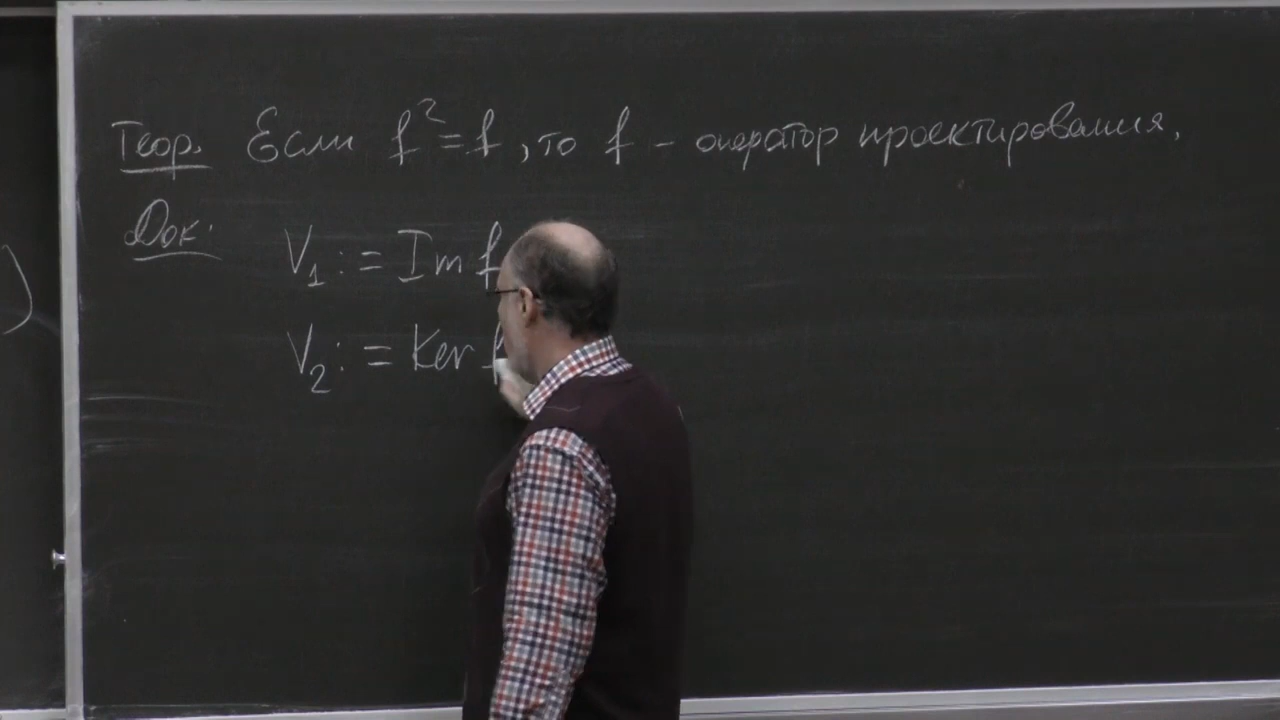 Теор. Если f² = f, то f - оператор проектирования.
Док.
V₁ := Im f
V₂ := Ker f
)